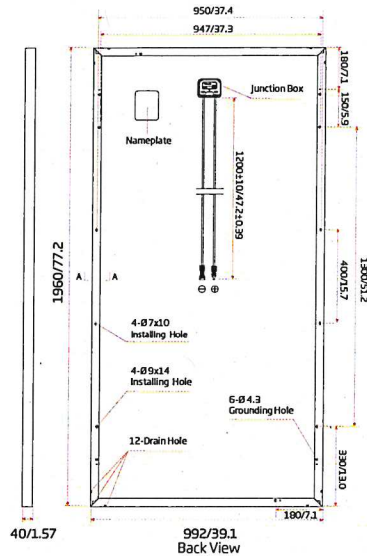 950/37.4
947/37.3
180/7.1
Junction Box
150/5.9
Nameplate
1200±10/47.2±0.39
1300/51.2
1960/77.2
400/15.7
A
A
4-Ø7x10
Installing Hole
4-Ø9x14
Installing Hole
6-Ø4.3
Grounding Hole
12-Drain Hole
330/13.0
180/7.1
40/1.57
992/39.1
Back View